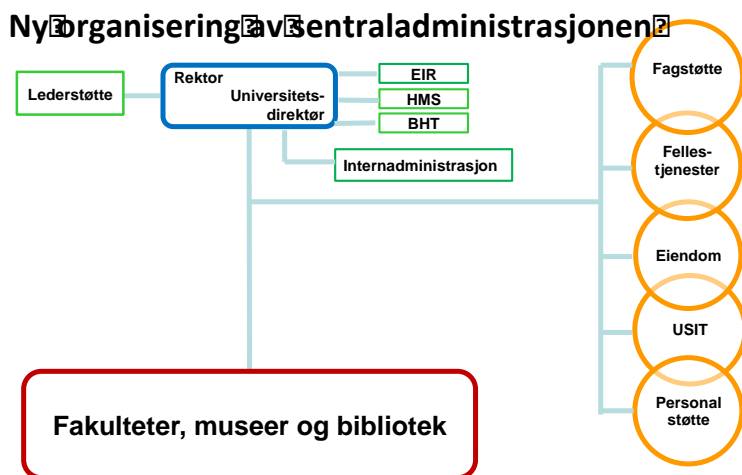 Ny organisering av sentraladministrasjonen
Lederstøtte
Rektor
Universitets-
direktør
EIR
HMS
BHT
Internadministrasjon
Fagstøtte
Felles-
tjenester
Eiendom
USIT
Personal
støtte
Fakulteter, museer og bibliotek